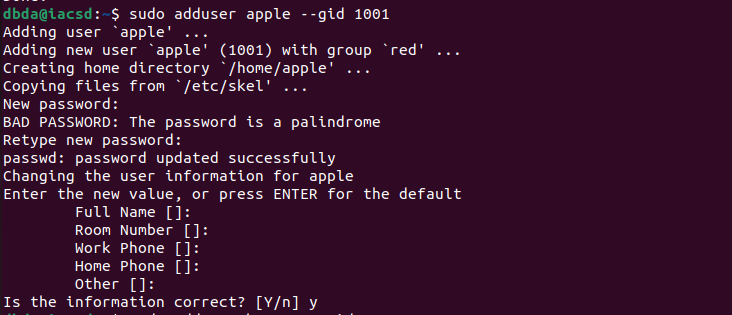 dbda@iacsd:~$ sudo adduser apple --gid 1001
Adding user `apple' ...
Adding new user `apple' (1001) with group `red' ...
Creating home directory `/home/apple' ...
Copying files from `/etc/skel' ...
New password:
BAD PASSWORD: The password is a palindrome
Retype new password:
passwd: password updated successfully
Changing the user information for apple
Enter the new value, or press ENTER for the default
Full Name []:
Room Number []:
Work Phone []:
Home Phone []:
Other []:
Is the information correct? [Y/n] y